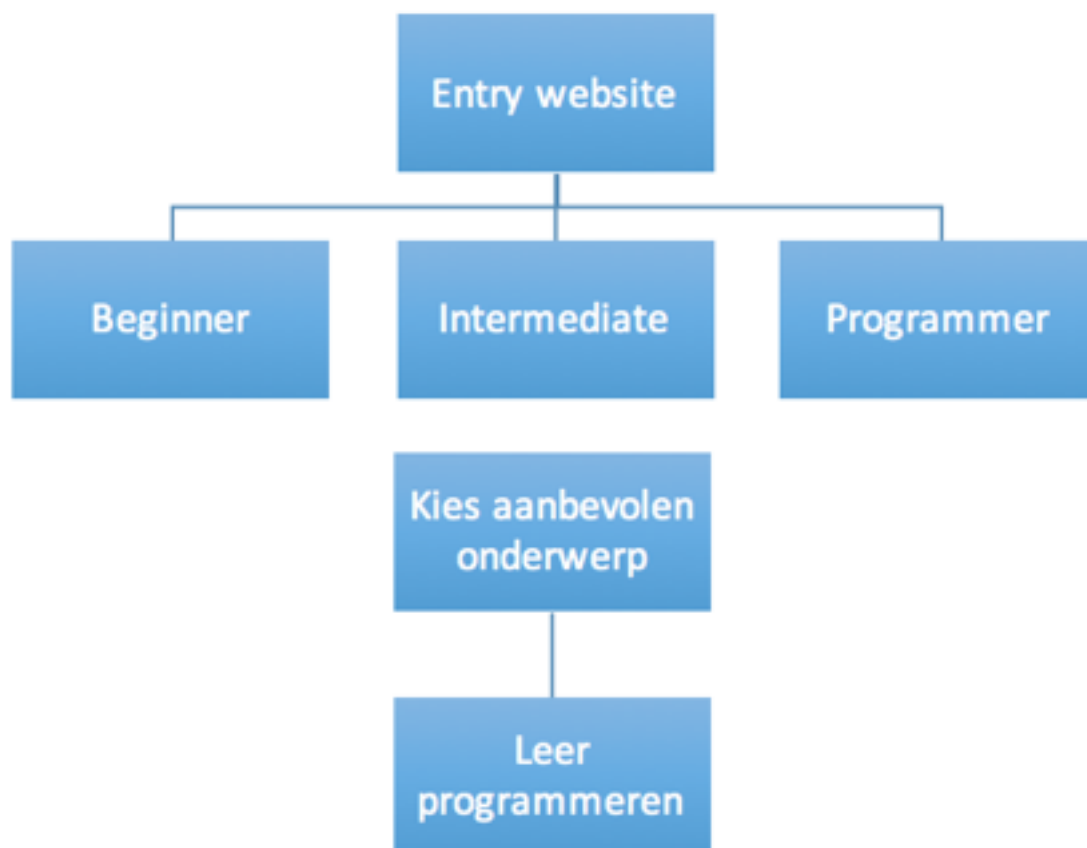 Entry website
Beginner
Intermediate
Programmer
Kies aanbevolen
onderwerp
Leer
programmeren